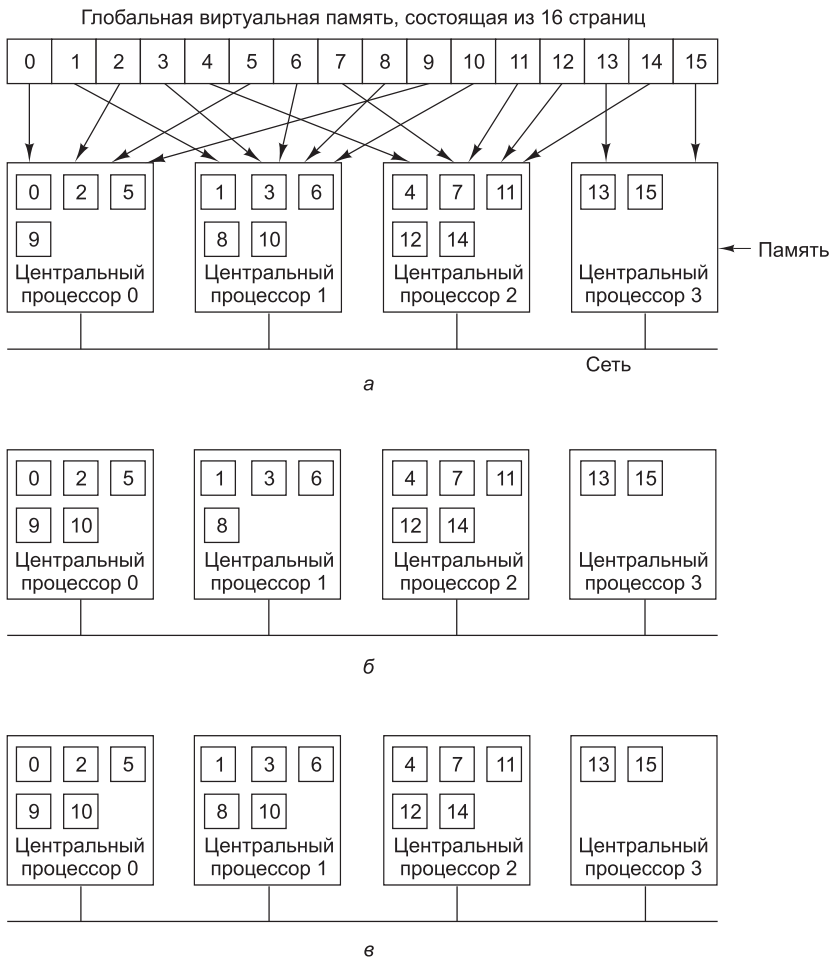 Глобальная виртуальная память, состоящая из 16 страниц
0 1 2 3 4 5 6 7 8 9 10 11 12 13 14 15
0 2 5 1 3 6 4 7 11 13 15
9 8 10 12 14
Память
Центральный Центральный Центральный Центральный
процессор 0 процессор 1 процессор 2 процессор 3
Сеть
а
0 2 5 1 3 6 4 7 11 13 15
9 10 8 12 14
Центральный Центральный Центральный Центральный
процессор 0 процессор 1 процессор 2 процессор 3
б
0 2 5 1 3 6 4 7 11 13 15
9 10 8 10 12 14
Центральный Центральный Центральный Центральный
процессор 0 процессор 1 процессор 2 процессор 3
в